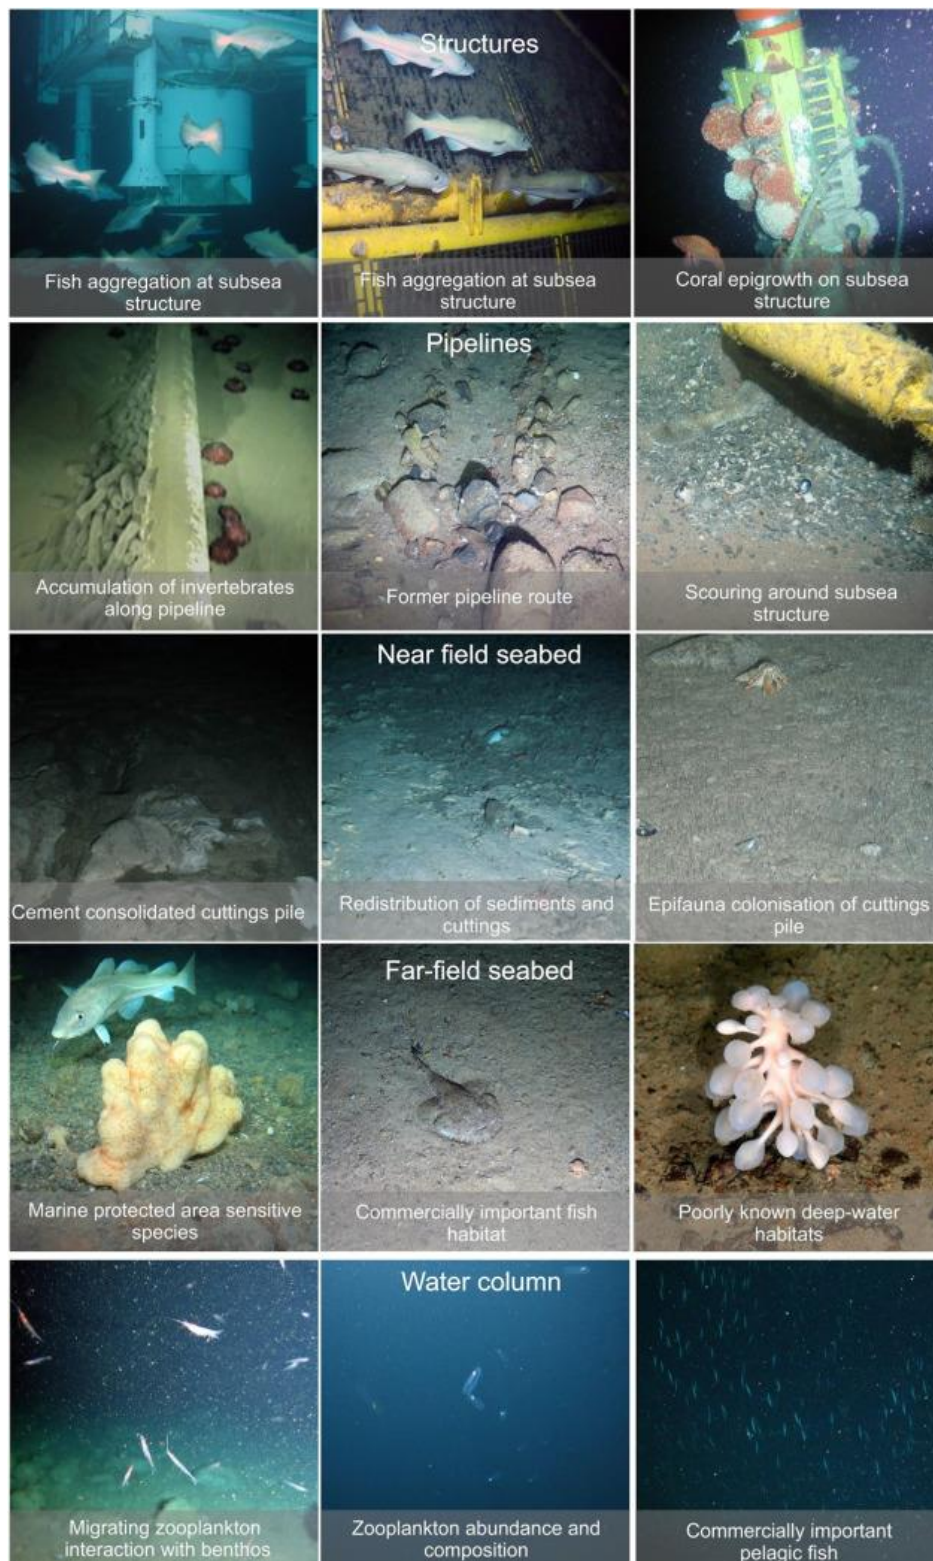 Structures
Fish aggregation at subsea
structure
Fish aggregation at subsea
structure
Coral epigrowth on subsea
structure
Pipelines
Accumulation of invertebrates
along pipeline
Former pipeline route
Scouring around subsea
structure
Near field seabed
Cement consolidated cuttings pile
Redistribution of sediments and
cuttings
Epifauna colonisation of cuttings
pile
Far-field seabed
Marine protected area sensitive
species
Commercially important fish
habitat
Poorly known deep-water
habitats
Water column
Migrating zooplankton
interaction with benthos
Zooplankton abundance and
composition
Commercially important
pelagic fish